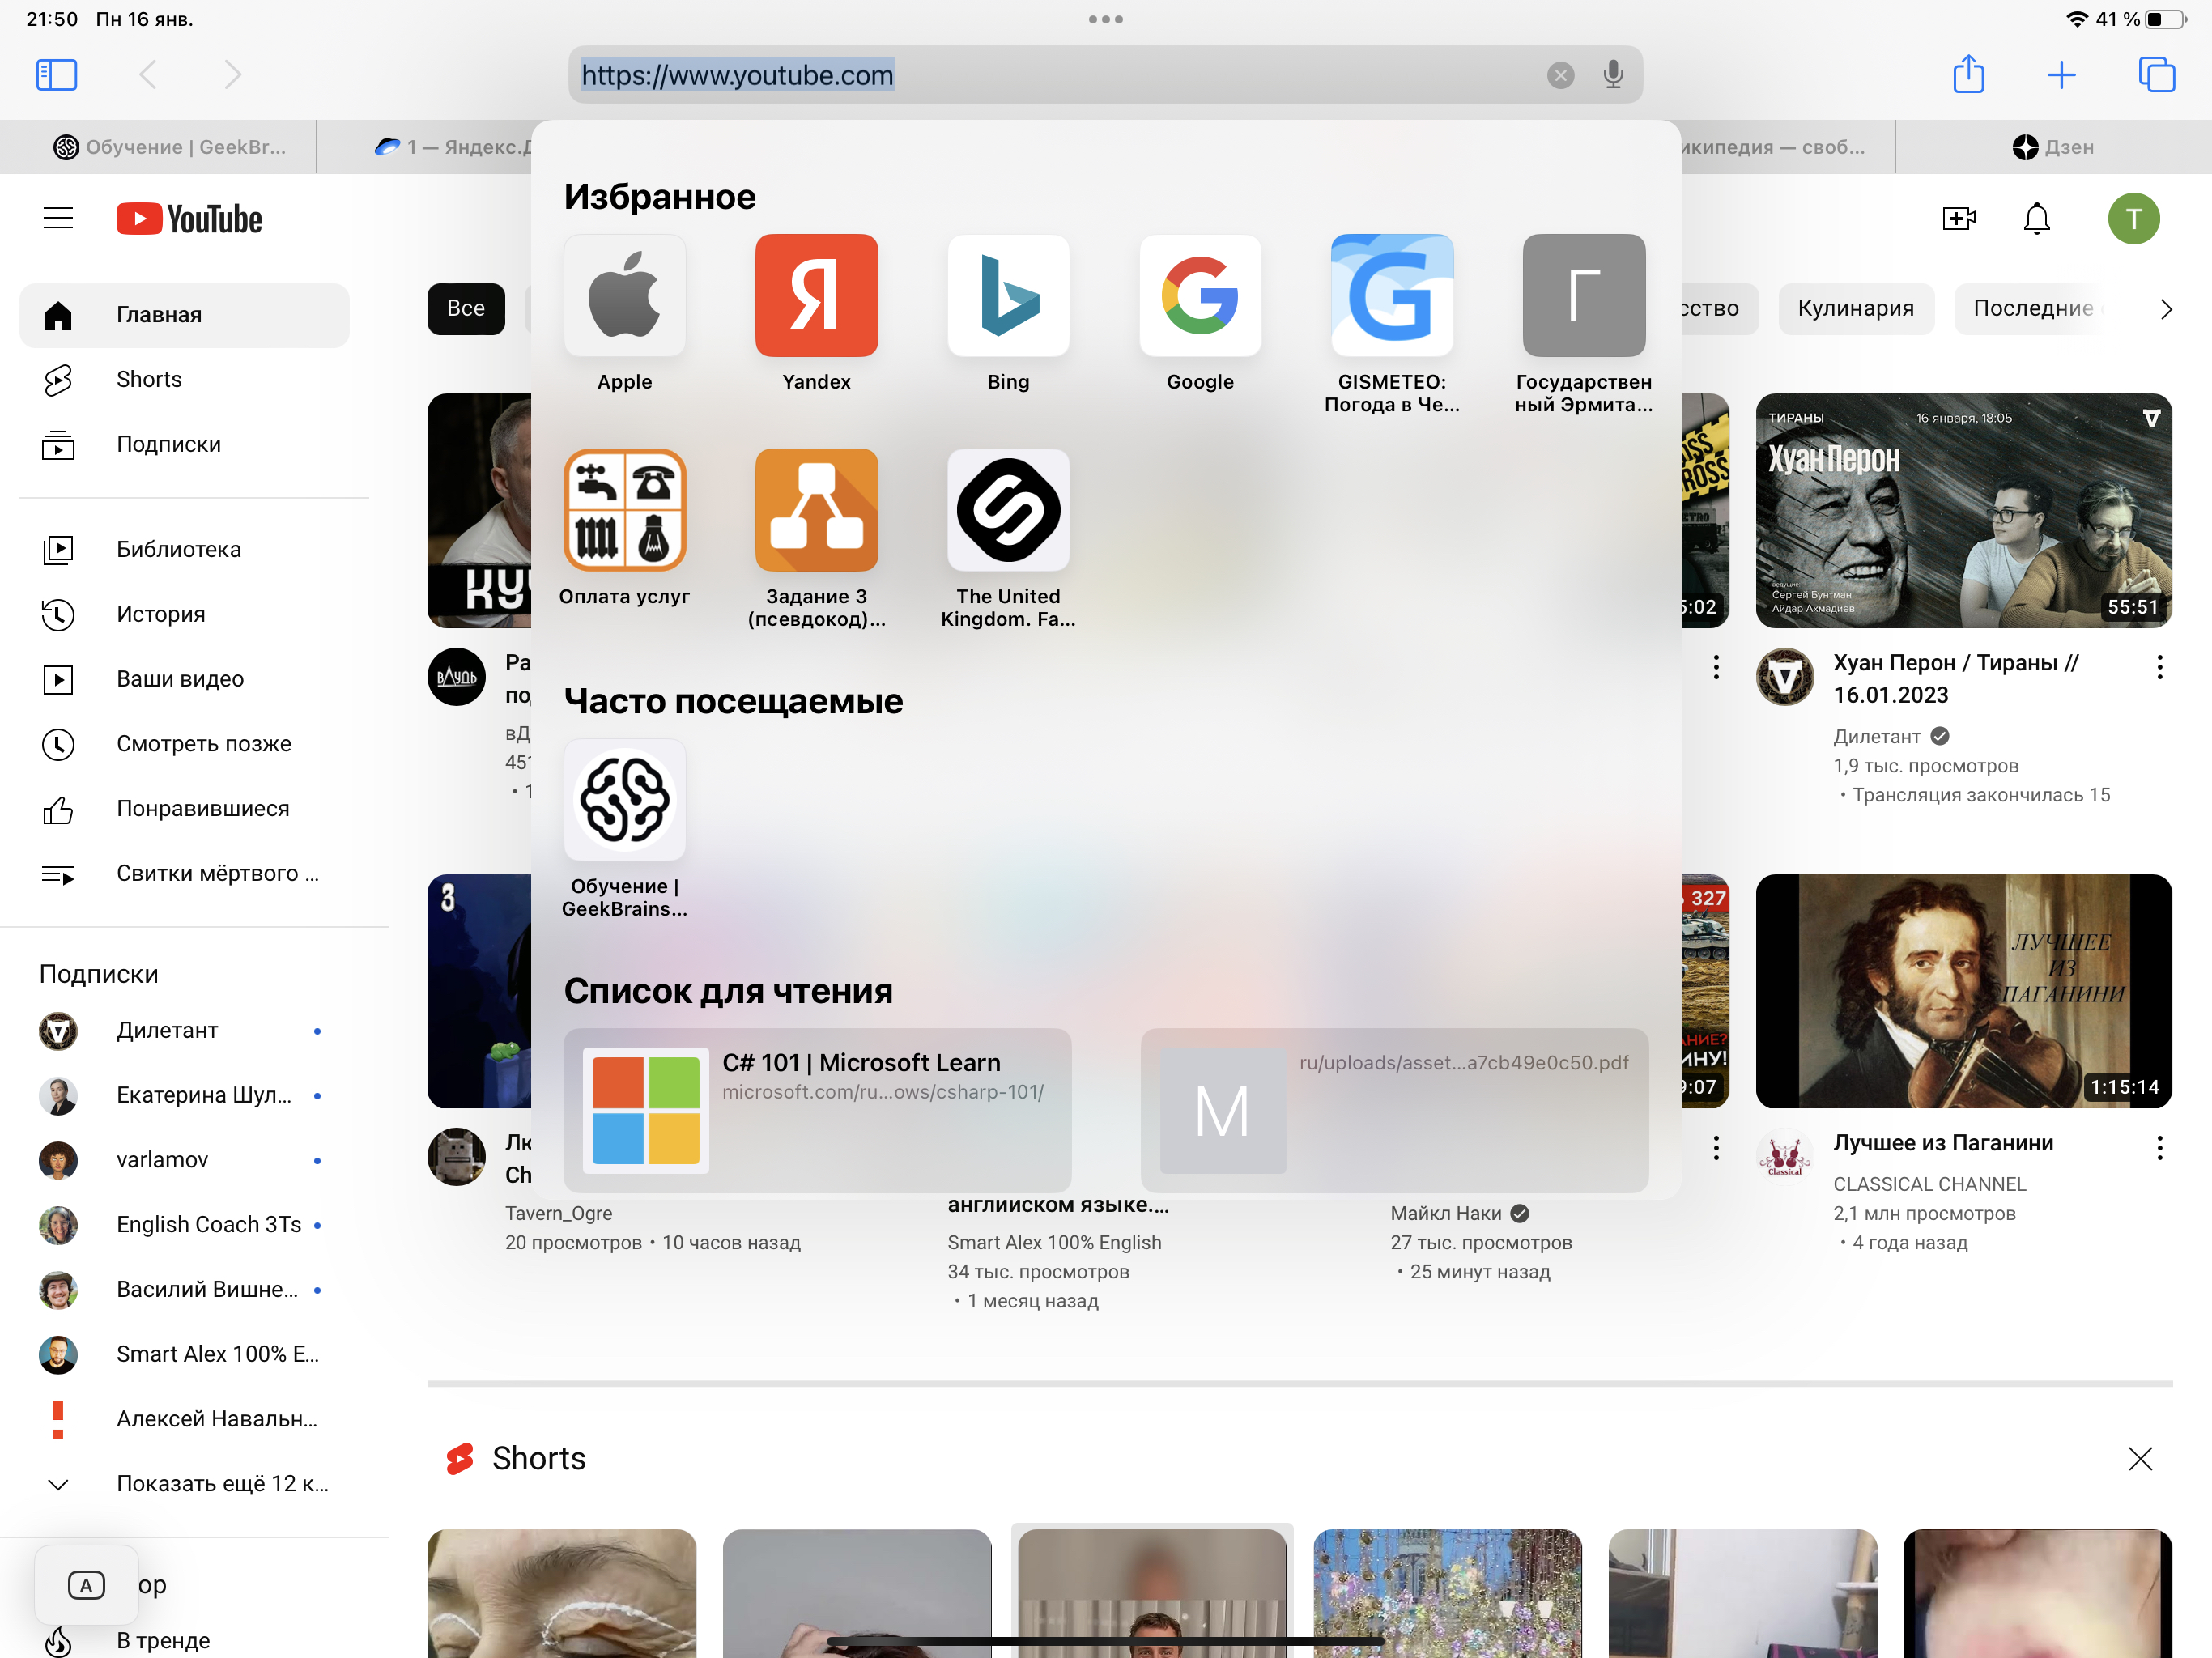 21:50 Пн 16 янв.
41 %
https://www.youtube.com
Обучение | GeekBr...
1 — Яндекс.Д
икипедия — своб...
Дзен
YouTube
T
Главная
Shorts
Подписки
Библиотека
История
Ваши видео
Смотреть позже
Понравившиеся
Свитки мёртвого ...
Подписки
Дилетант
Екатерина Шул...
varlamov
English Coach 3Ts
Василий Вишне...
Smart Alex 100% E...
Алексей Навальн...
Показать ещё 12 к...
A
ор
В тренде
Все
сство
Кулинария
Последние
Избранное
Я
Г
Apple
Yandex
Bing
Google
GISMETEO:
Погода в Че...
Государствен
ный Эрмита...
Оплата услуг
Задание 3
(псевдокод)...
The United
Kingdom. Fa...
Часто посещаемые
Обучение |
GeekBrains...
Список для чтения
C# 101 | Microsoft Learn
microsoft.com/ru...ows/csharp-101/
M
ru/uploads/asset...a7cb49e0c50.pdf
КУ
вДудь
Ра
по
вД
451
• 1
5:02
ТИРАНЫ
16 января, 18:05
Хуан Перон
ведущие:
Сергей Бунтман
Айдар Ахмадиев
55:51
Хуан Перон / Тираны //
16.01.2023
Дилетант
1,9 тыс. просмотров
• Трансляция закончилась 15
3
Лю
Ch
Tavern_Ogre
20 просмотров • 10 часов назад
английском языке....
Smart Alex 100% English
34 тыс. просмотров
• 1 месяц назад
327
АНИЕ?
ИНУ!
9:07
Майкл Наки
27 тыс. просмотров
• 25 минут назад
ЛУЧШЕЕ
ИЗ
ПАГАНИНИ
1:15:14
Classical
Лучшее из Паганини
CLASSICAL CHANNEL
2,1 млн просмотров
• 4 года назад
Shorts